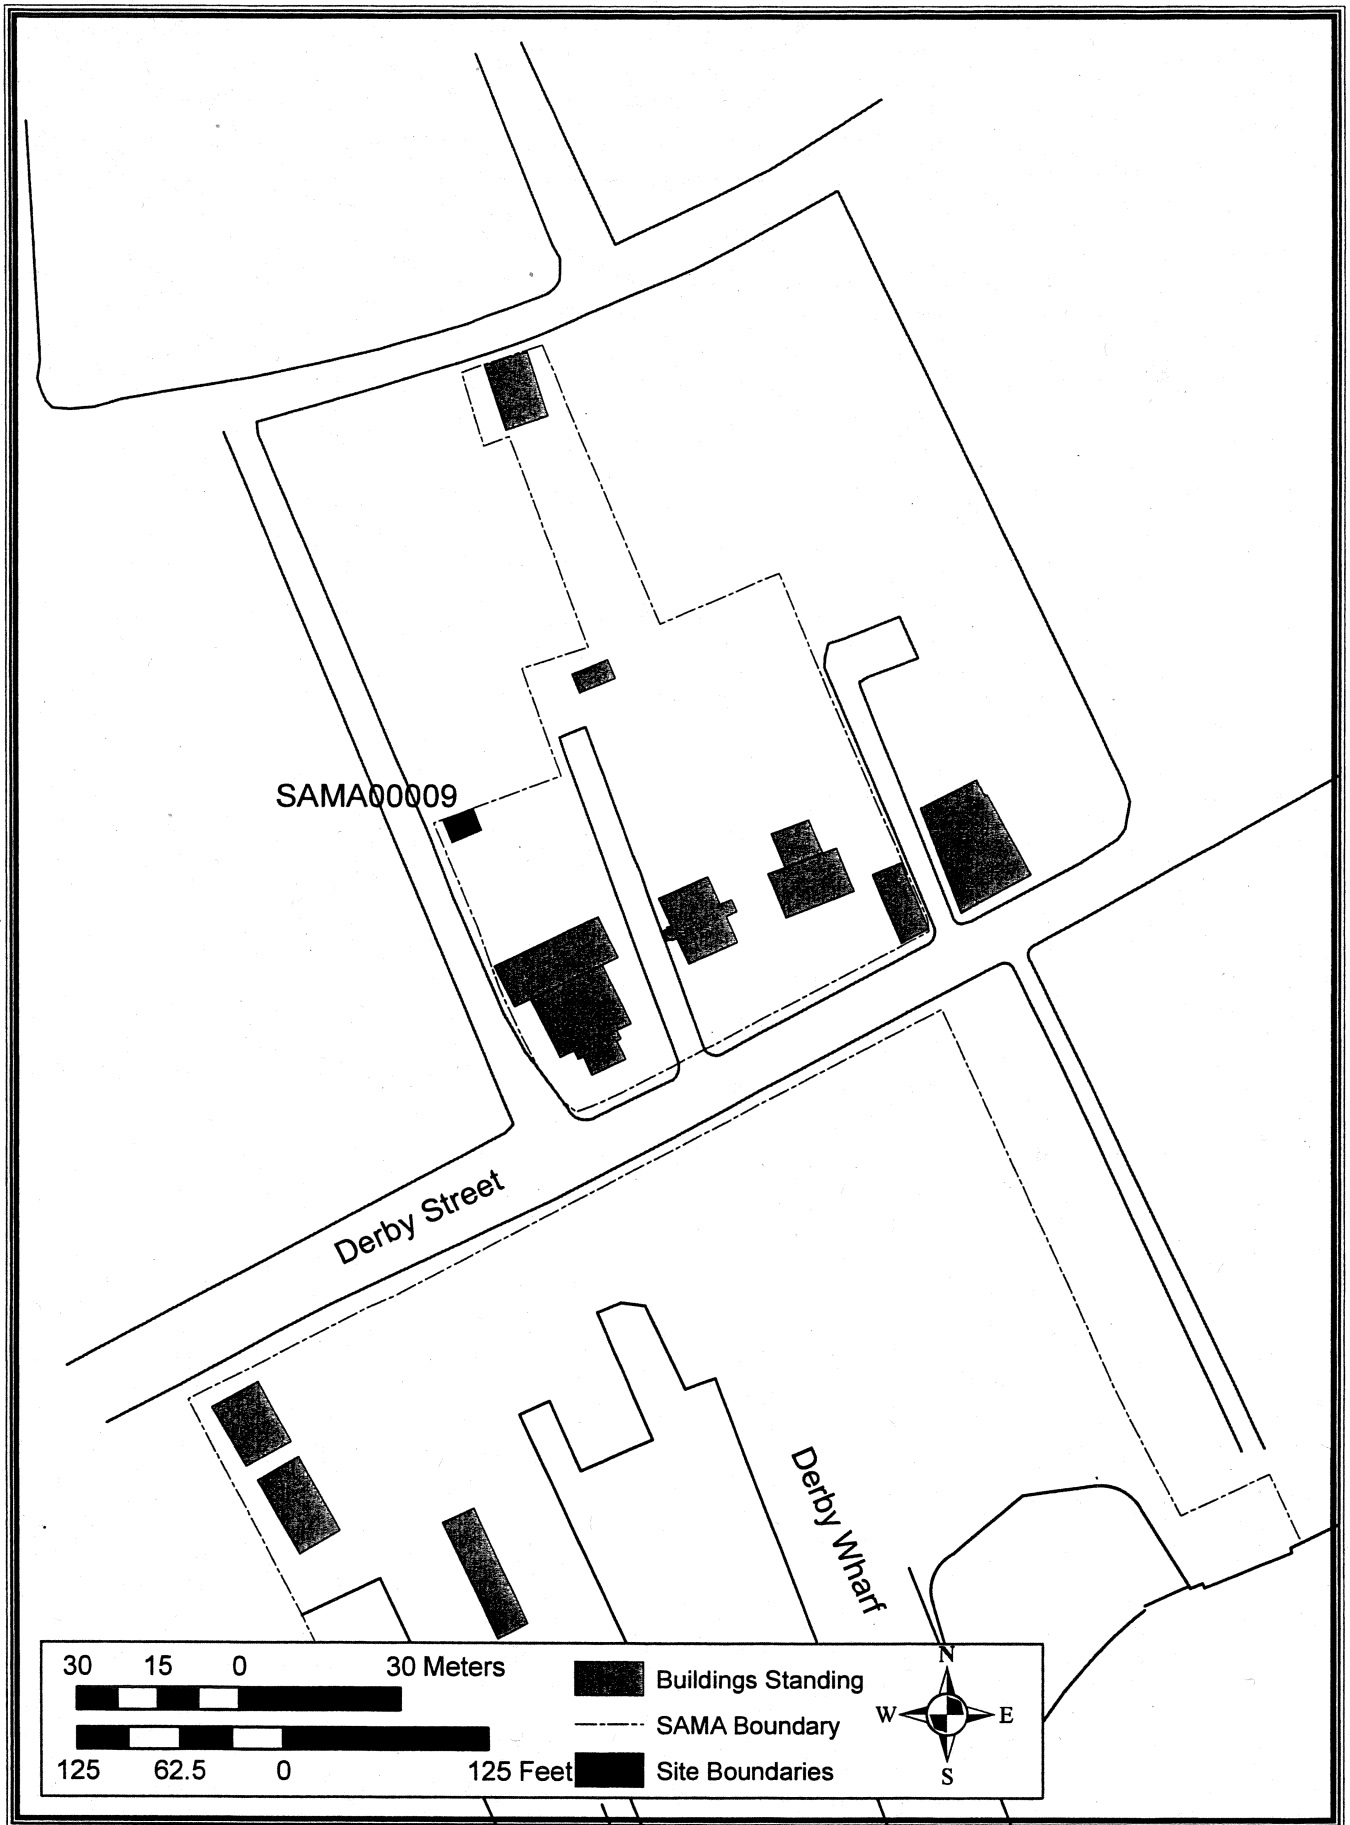 SAMA00009
Derby Street
Derby Wharf
30 15 0 30 Meters
125 62.5 0 125 Feet
Buildings Standing
SAMA Boundary
Site Boundaries
N
W E
S